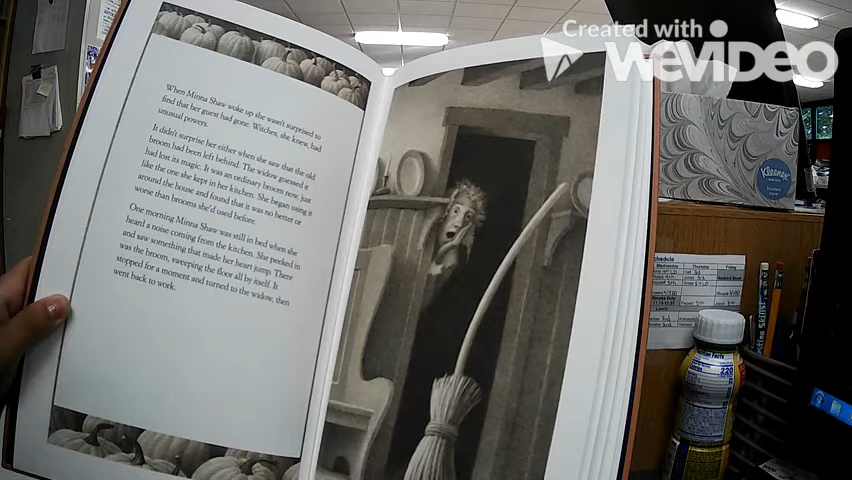 Created with
WEVIDEO
When Minna Shaw woke up she wasn't surprised to
find that her guest had gone. Witches, she knew, had
unusual powers.
It didn't surprise her either when she saw that the old
broom had been left behind. The widow guessed it
had lost its magic. It was an ordinary broom now, just
like the one she kept in her kitchen. She began using it
around the house and found that it was no better or
worse than brooms she'd used before.
One morning Minna Shaw was still in bed when she
heard a noise coming from the kitchen. She peeked in
and saw something that made her heart jump. There
was the broom, sweeping the floor all by itself. It
stopped for a moment and turned to the widow, then
went back to work.
Kleenex
Schedule
Wednesday Thursday Friday
Nutrition Facts
220